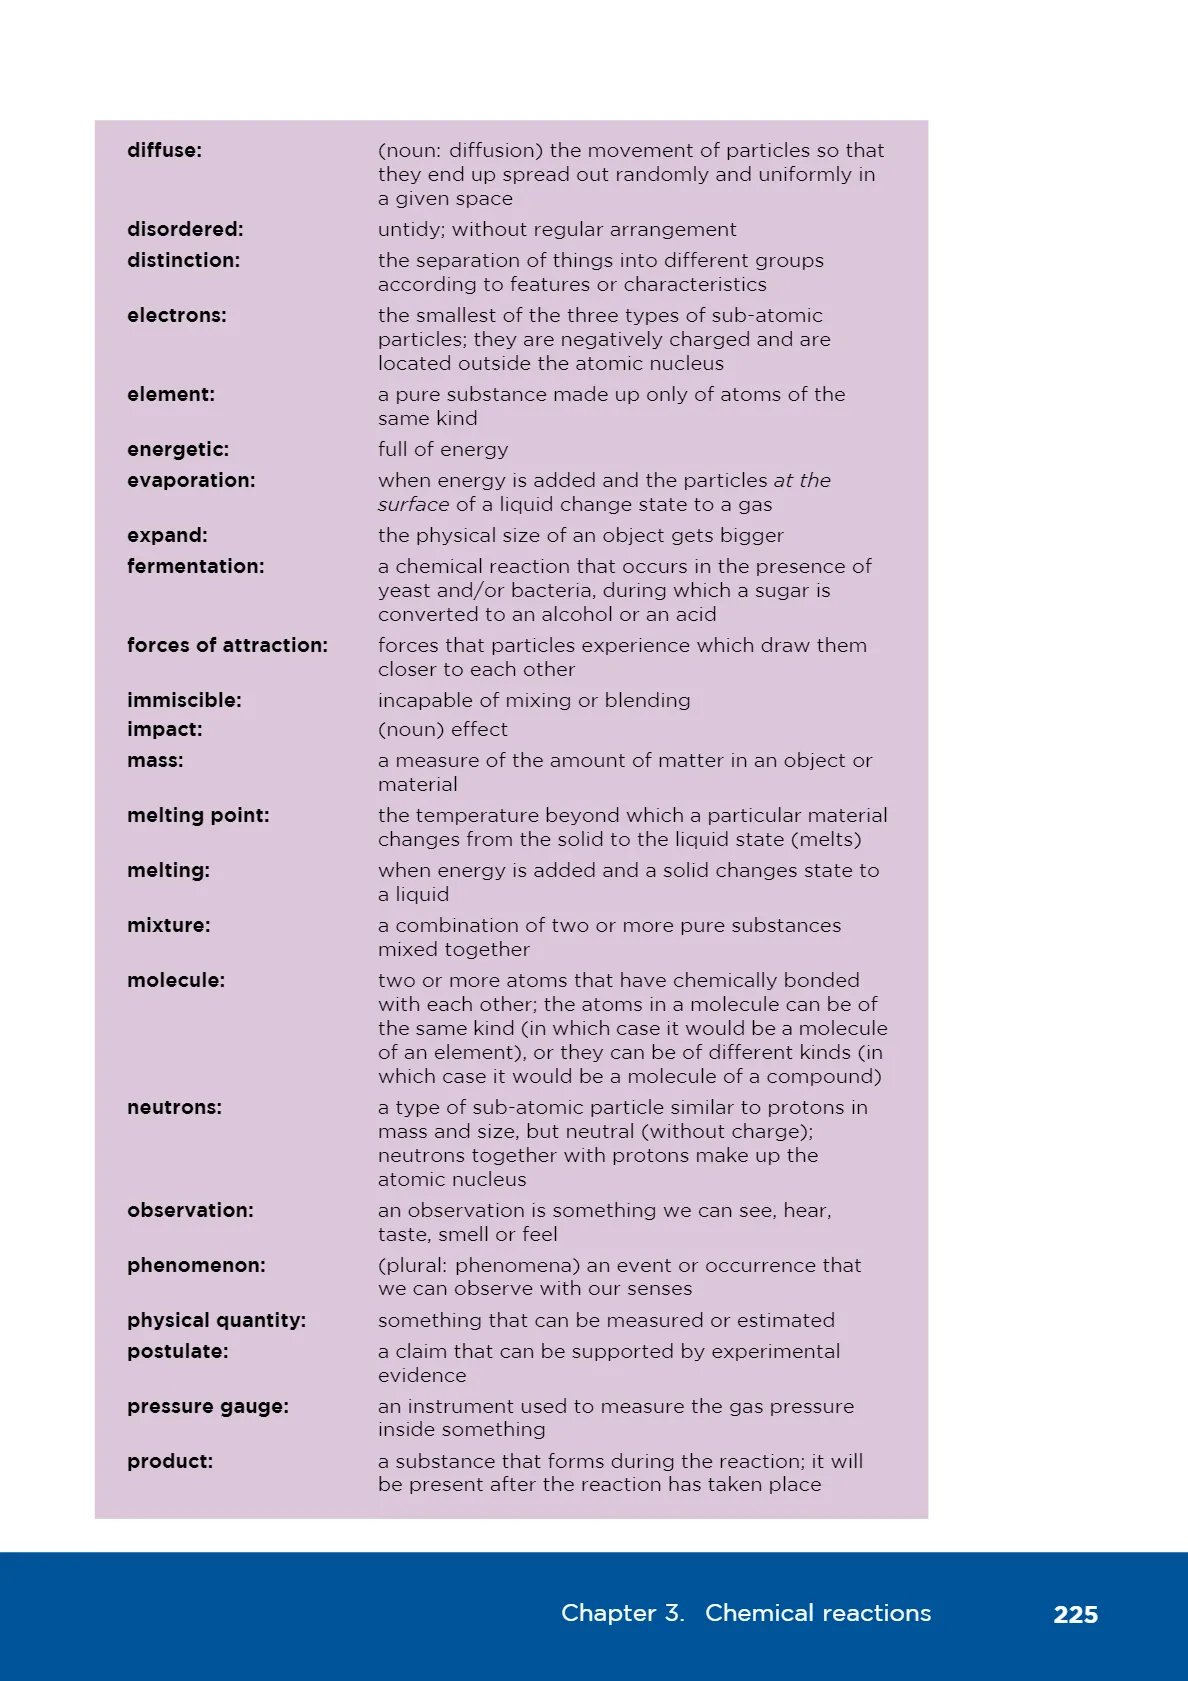 diffuse: (noun: diffusion) the movement of particles so that
they end up spread out randomly and uniformly in
a given space
disordered: untidy; without regular arrangement
distinction: the separation of things into different groups
according to features or characteristics
electrons: the smallest of the three types of sub-atomic
particles; they are negatively charged and are
located outside the atomic nucleus
element: a pure substance made up only of atoms of the
same kind
energetic: full of energy
evaporation: when energy is added and the particles at the
surface of a liquid change state to a gas
expand: the physical size of an object gets bigger
fermentation: a chemical reaction that occurs in the presence of
yeast and/or bacteria, during which a sugar is
converted to an alcohol or an acid
forces of attraction: forces that particles experience which draw them
closer to each other
immiscible: incapable of mixing or blending
impact: (noun) effect
mass: a measure of the amount of matter in an object or
material
melting point: the temperature beyond which a particular material
changes from the solid to the liquid state (melts)
melting: when energy is added and a solid changes state to
a liquid
mixture: a combination of two or more pure substances
mixed together
molecule: two or more atoms that have chemically bonded
with each other; the atoms in a molecule can be of
the same kind (in which case it would be a molecule
of an element), or they can be of different kinds (in
which case it would be a molecule of a compound)
neutrons: a type of sub-atomic particle similar to protons in
mass and size, but neutral (without charge);
neutrons together with protons make up the
atomic nucleus
observation: an observation is something we can see, hear,
taste, smell or feel
phenomenon: (plural: phenomena) an event or occurrence that
we can observe with our senses
physical quantity: something that can be measured or estimated
postulate: a claim that can be supported by experimental
evidence
pressure gauge: an instrument used to measure the gas pressure
inside something
product: a substance that forms during the reaction; it will
be present after the reaction has taken place
Chapter 3. Chemical reactions 225